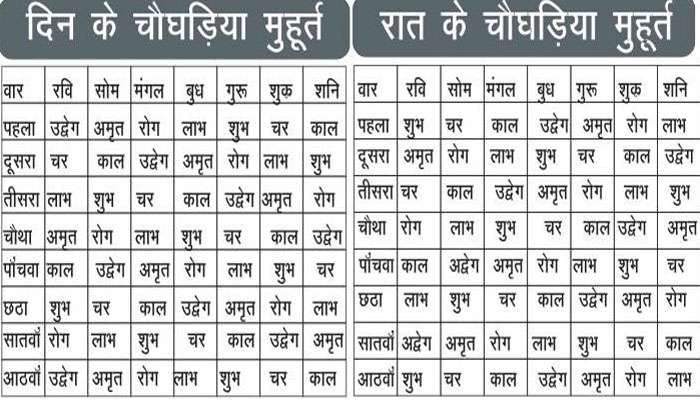 दिन के चौघड़िया मुहूर्त
वार रवि सोम मंगल बुध गुरू शुक्र शनि
पहला उद्वेग अमृत रोग लाभ शुभ चर काल
दूसरा चर काल उद्वेग अमृत रोग लाभ शुभ
तीसरा लाभ शुभ चर काल उद्वेग अमृत रोग
चौथा अमृत रोग लाभ शुभ चर काल उद्वेग
पाँचवा काल उद्वेग अमृत रोग लाभ शुभ चर
छठा शुभ चर काल उद्वेग अमृत रोग लाभ
सातवाँ रोग लाभ शुभ चर काल उद्वेग अमृत
आठवाँ उद्वेग अमृत रोग लाभ शुभ चर काल
रात के चौघड़िया मुहूर्त
वार रवि सोम मंगल बुध गुरू शुक्र शनि
पहला शुभ चर काल उद्वेग अमृत रोग लाभ
दूसरा अमृत रोग लाभ शुभ चर काल उद्वेग
तीसरा चर काल उद्वेग अमृत रोग लाभ शुभ
चौथा रोग लाभ शुभ चर काल उद्वेग अमृत
पाँचवा काल अद्वेग अमृत रोग लाभ शुभ चर
छठा लाभ शुभ चर काल उद्वेग अमृत रोग
सातवाँ अद्वेग अमृत रोग लाभ शुभ चर काल
आठवाँ शुभ चर काल उद्वेग अमृत रोग लाभ